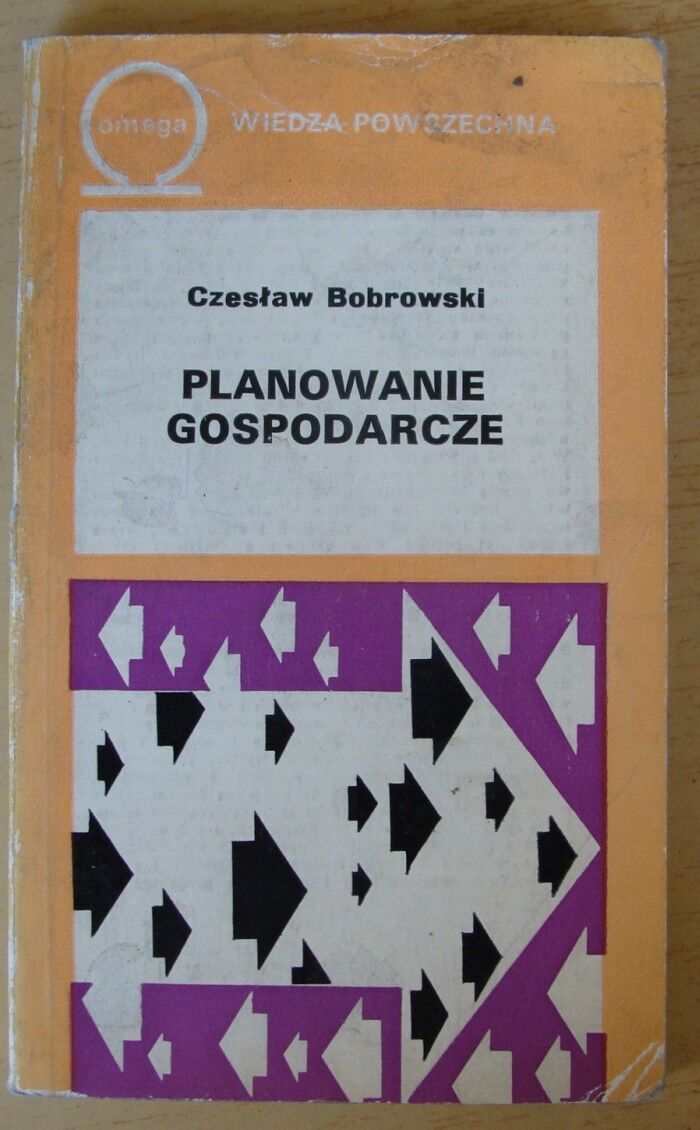 omega
WIEDZA POWSZECHNA
Czesław Bobrowski
PLANOWANIE
GOSPODARCZE